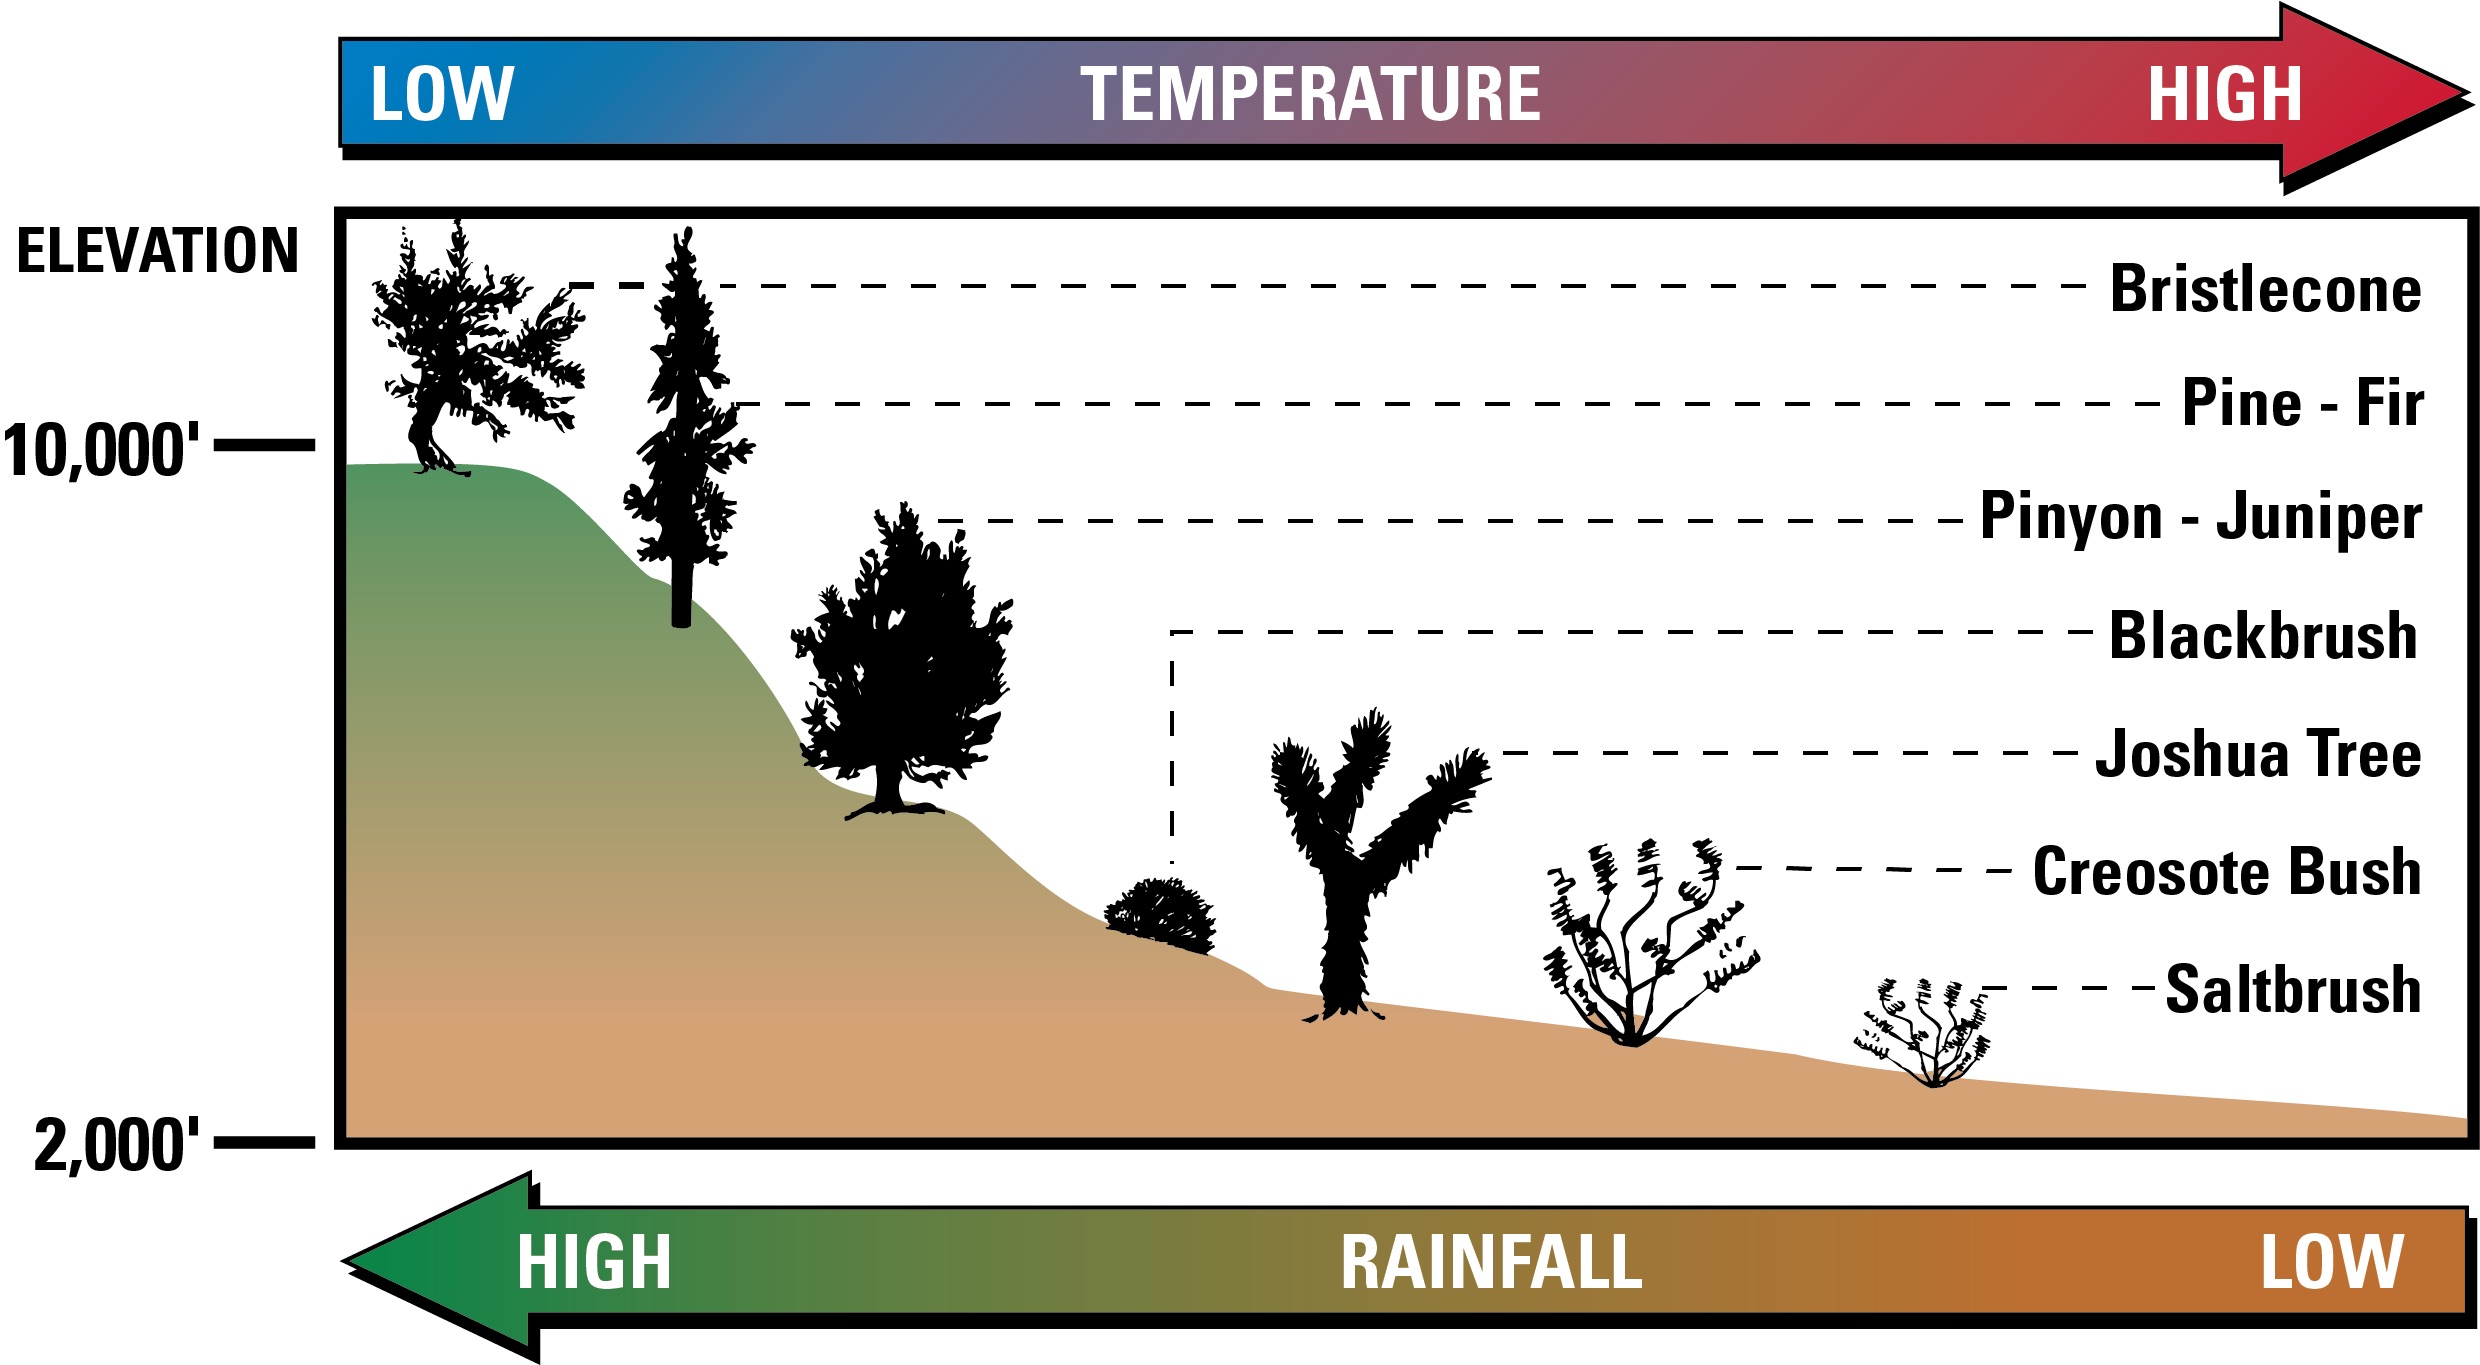 LOW TEMPERATURE HIGH
ELEVATION
Bristlecone
Pine - Fir
10,000'
Pinyon - Juniper
Blackbrush
Joshua Tree
Creosote Bush
Saltbrush
2,000'
HIGH RAINFALL LOW